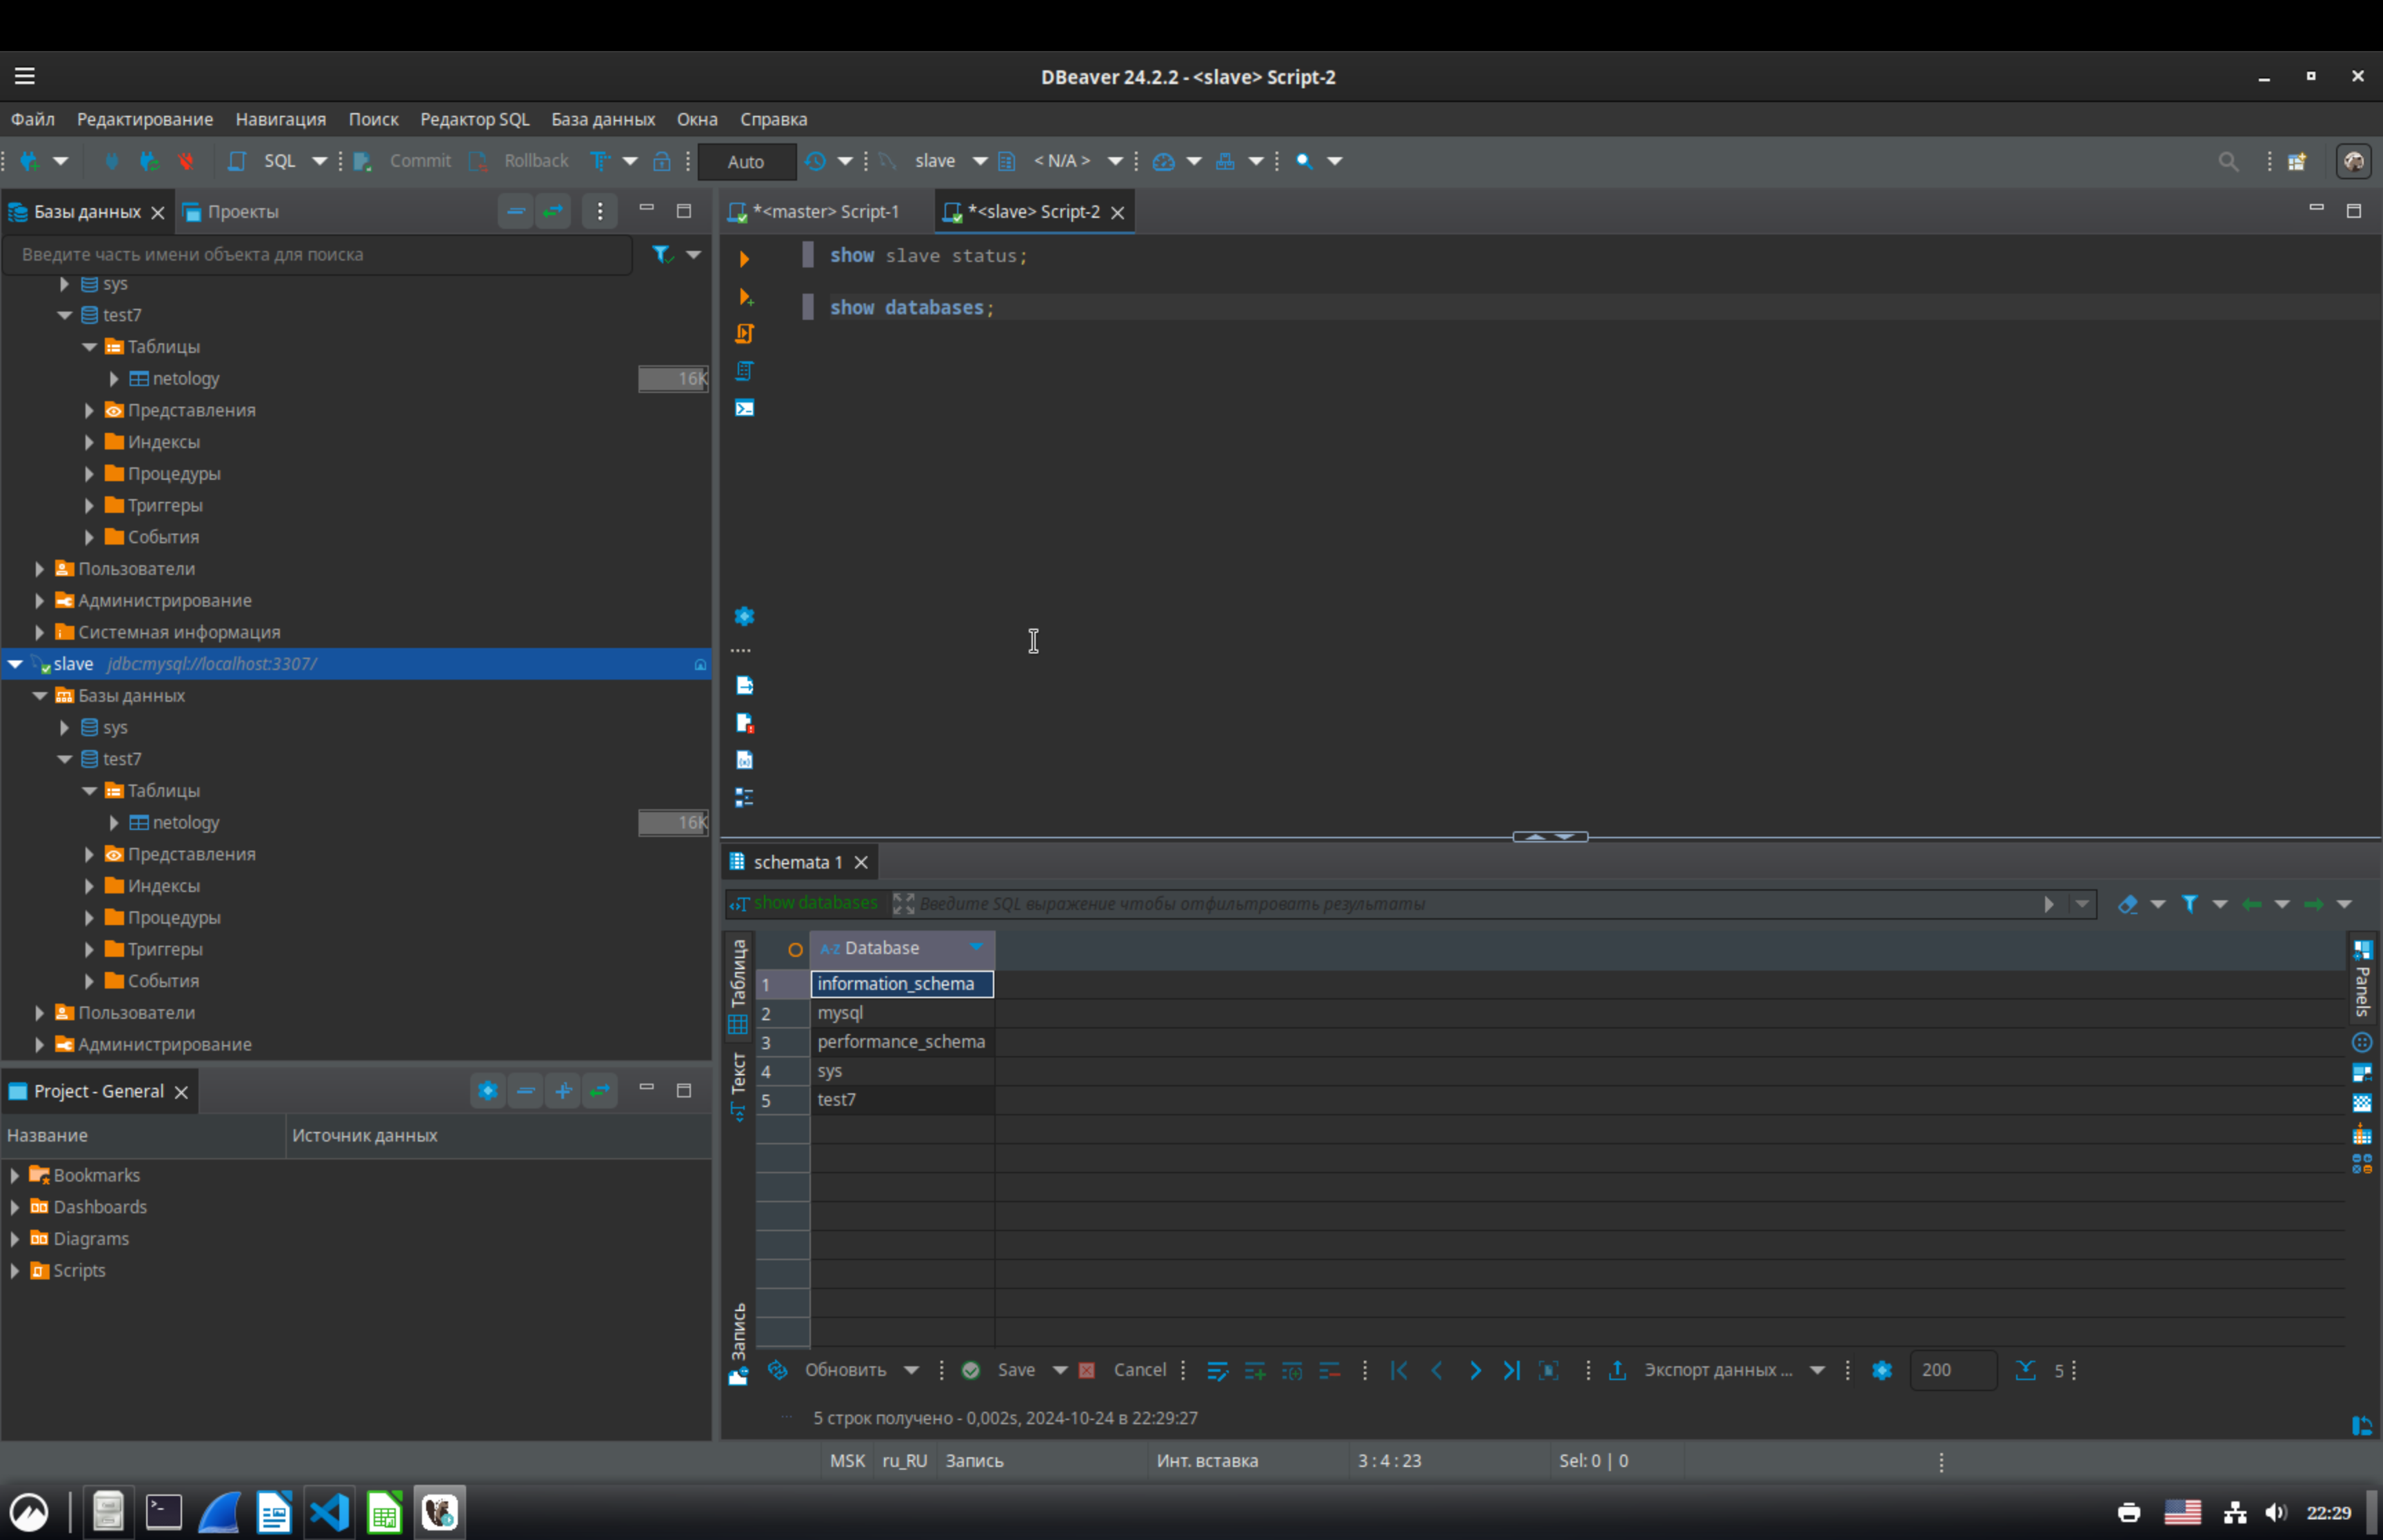 DBeaver 24.2.2 - <slave> Script-2
Файл Редактирование Навигация Поиск Редактор SQL База данных Окна Справка
SQL Commit Rollback Auto slave < N/A >
Базы данных Проекты
*<master> Script-1 *<slave> Script-2
Введите часть имени объекта для поиска
sys
test7
Таблицы
netology 16K
Представления
Индексы
Процедуры
Триггеры
События
Пользователи
Администрирование
Системная информация
slave jdbc:mysql://localhost:3307/
Базы данных
sys
test7
Таблицы
netology 16K
Представления
Индексы
Процедуры
Триггеры
События
Пользователи
Администрирование
Project - General
Название Источник данных
Bookmarks
Dashboards
Diagrams
Scripts
show slave status;
show databases;
schemata 1
show databases Введите SQL выражение чтобы отфильтровать результаты
Таблица
Текст
Запись
A-Z Database
1 information_schema
2 mysql
3 performance_schema
4 sys
5 test7
Panels
Обновить Save Cancel Экспорт данных ... 200 5
5 строк получено - 0,002s, 2024-10-24 в 22:29:27
MSK ru_RU Запись Инт. вставка 3 : 4 : 23 Sel: 0 | 0
22:29